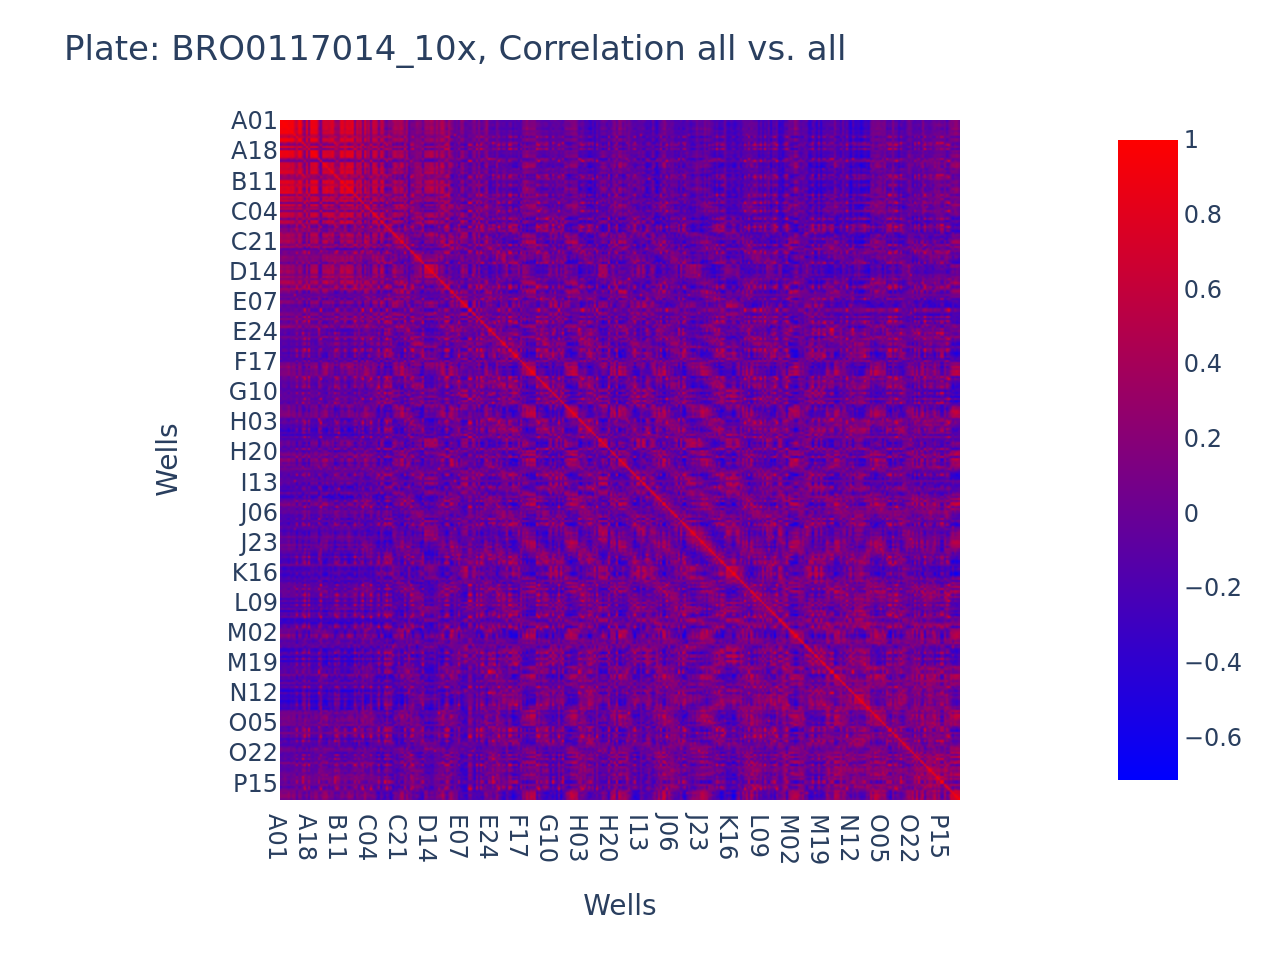 Plate: BRO0117014_10x, Correlation all vs. all
A01
A18
B11
C04
C21
D14
E07
E24
F17
G10
H03
H20
I13
J06
J23
K16
L09
M02
M19
N12
O05
O22
P15
Wells
A01
A18
B11
C04
C21
D14
E07
E24
F17
G10
H03
H20
I13
J06
J23
K16
L09
M02
M19
N12
O05
O22
P15
Wells
1
0.8
0.6
0.4
0.2
0
−0.2
−0.4
−0.6